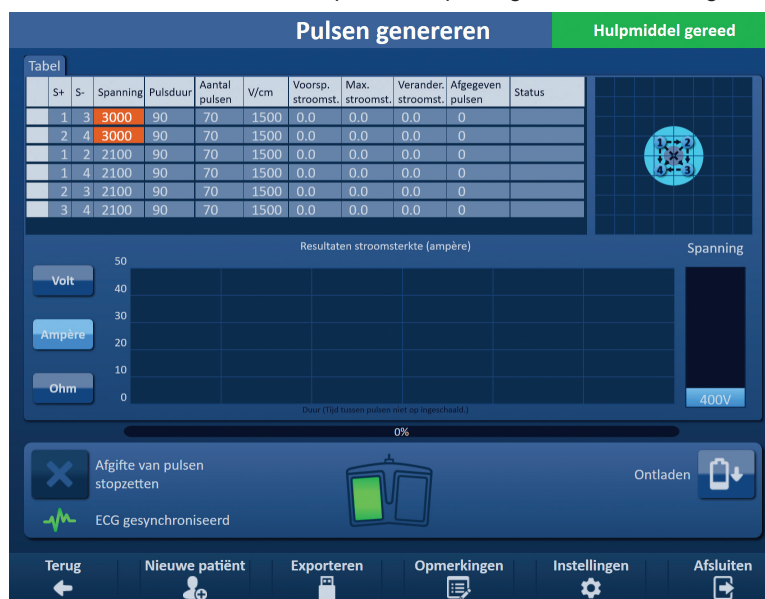 Pulsen genereren
Hulpmiddel gereed
Tabel
S+ S- Spanning Pulsduur Aantal pulsen V/cm Voorsp. stroomst. Max. stroomst. Verander. stroomst. Afgegeven pulsen Status
1 3 3000 90 70 1500 0.0 0.0 0.0 0
2 4 3000 90 70 1500 0.0 0.0 0.0 0
1 2 2100 90 70 1500 0.0 0.0 0.0 0
1 4 2100 90 70 1500 0.0 0.0 0.0 0
2 3 2100 90 70 1500 0.0 0.0 0.0 0
3 4 2100 90 70 1500 0.0 0.0 0.0 0
1 2
4 3
Resultaten stroomsterkte (ampère)
Spanning
Volt
Ampère
Ohm
50
40
30
20
10
0
400V
Duur (Tijd tussen pulsen niet op ingeschaald.)
0%
Afgifte van pulsen
stopzetten
Ontladen
ECG gesynchroniseerd
Terug
Nieuwe patiënt
Exporteren
Opmerkingen
Instellingen
Afsluiten